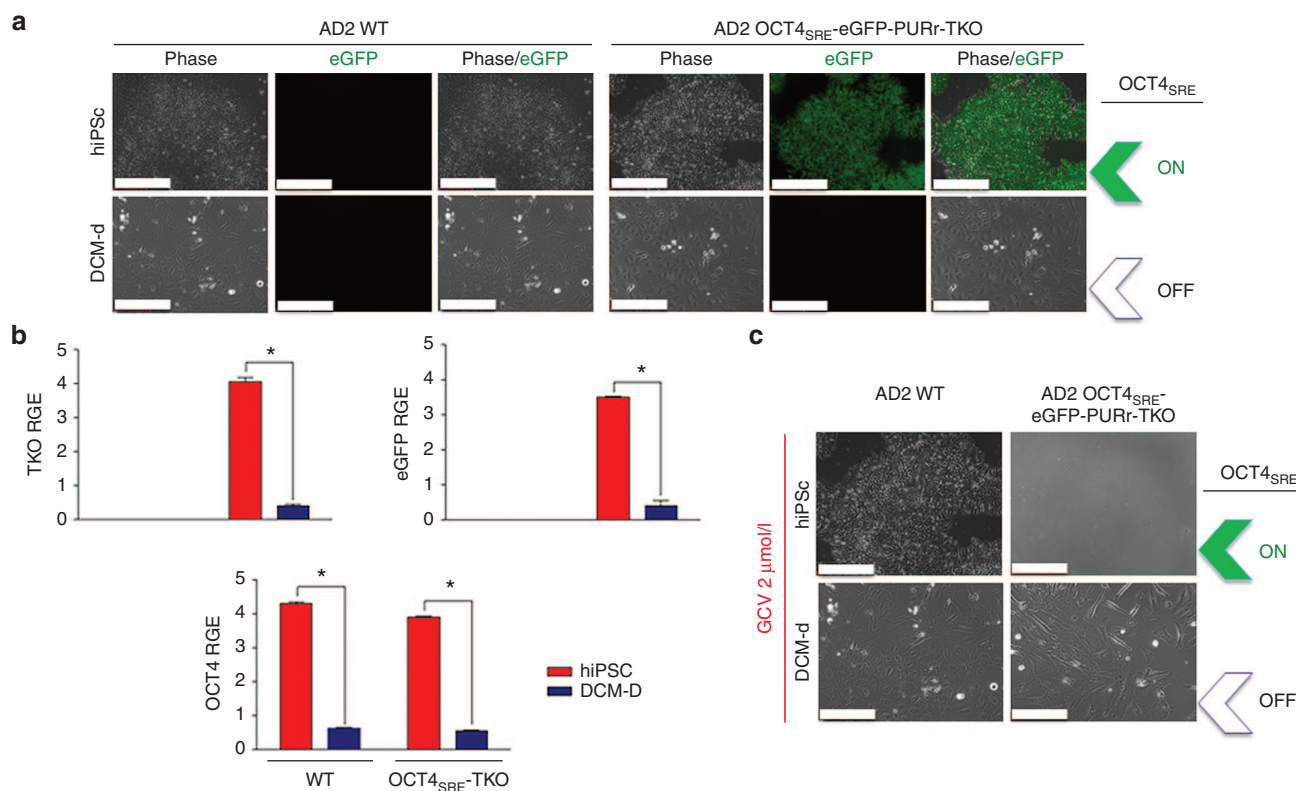 a
AD2 WT
AD2 OCT4SRE-eGFP-PURr-TKO
Phase
eGFP
Phase/eGFP
Phase
eGFP
Phase/eGFP
OCT4SRE
hiPSc
ON
DCM-d
OFF
b
TKO RGE
5
4
3
2
1
0
*
eGFP RGE
5
4
3
2
1
0
*
OCT4 RGE
5
4
3
2
1
0
*
*
WT
OCT4SRE-TKO
hiPSC
DCM-D
c
AD2 WT
AD2 OCT4SRE-
eGFP-PURr-TKO
OCT4SRE
GCV 2 μmol/l
hiPSc
ON
DCM-d
OFF